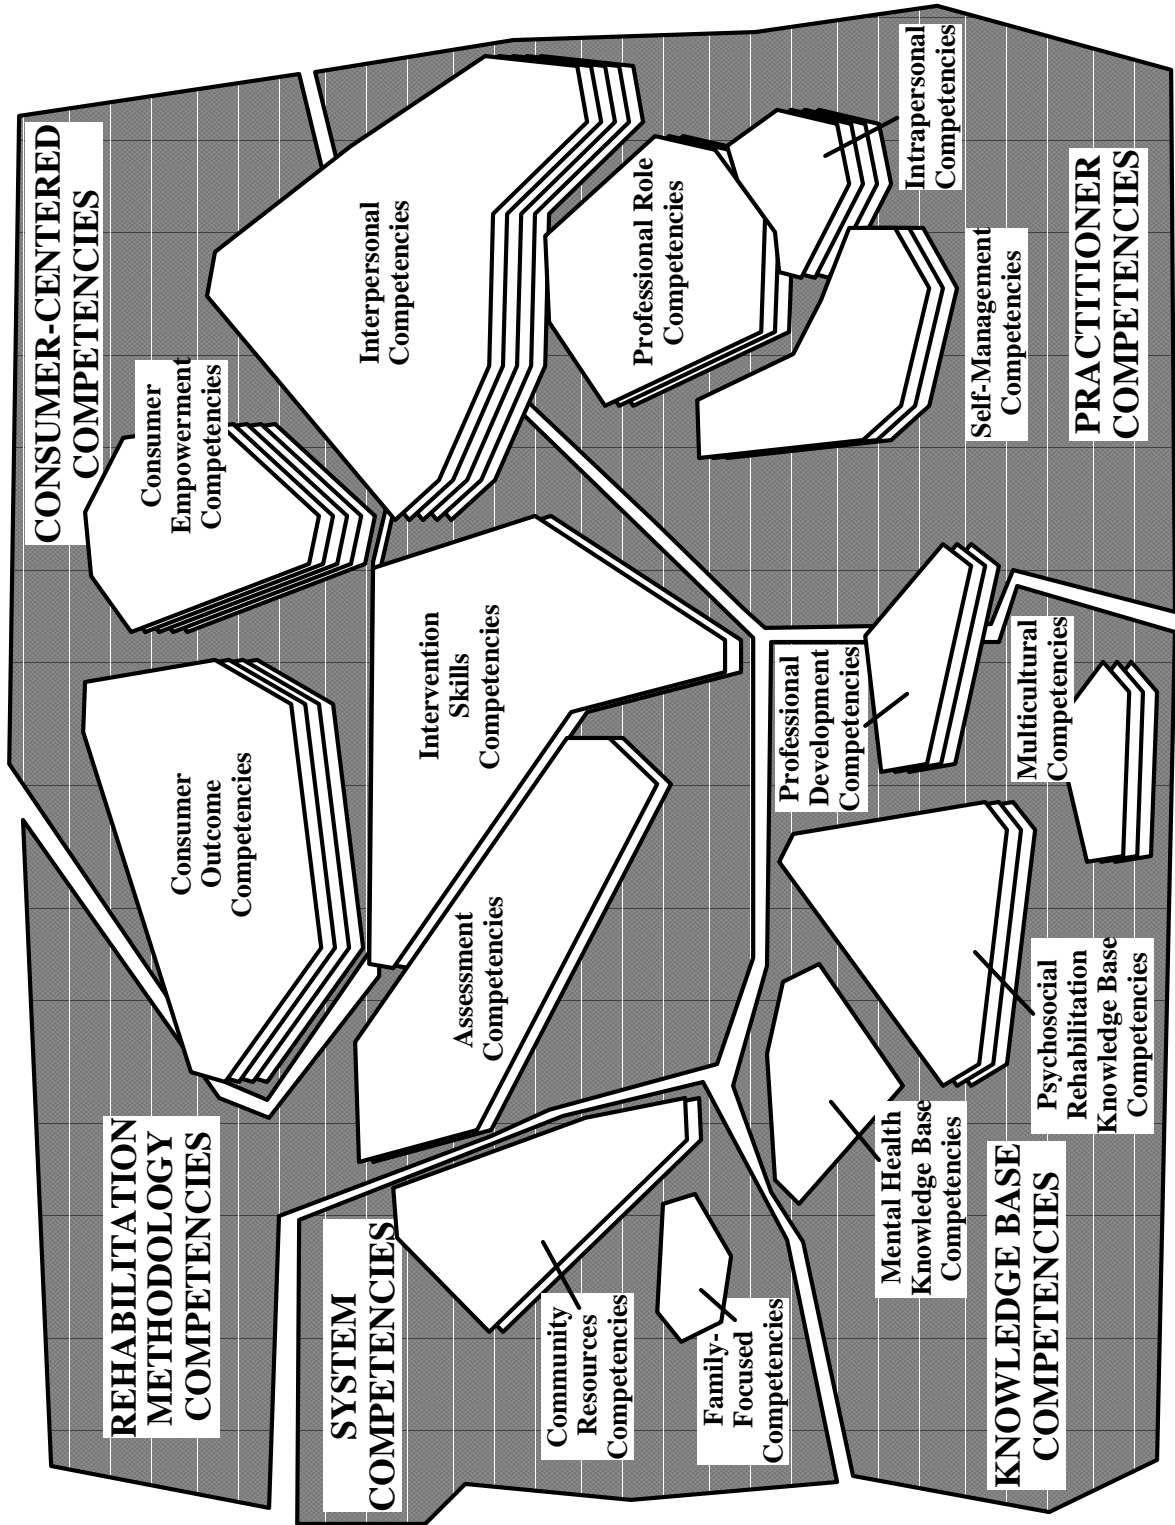 REHABILITATION
METHODOLOGY
COMPETENCIES
CONSUMER-CENTERED
COMPETENCIES
Consumer
Outcome
Competencies
Consumer
Empowerment
Competencies
Interpersonal
Competencies
Intervention
Skills
Competencies
Assessment
Competencies
SYSTEM
COMPETENCIES
Community
Resources
Competencies
Family-
Focused
Competencies
Professional Role
Competencies
Intrapersonal
Competencies
Self-Management
Competencies
PRACTITIONER
COMPETENCIES
Professional
Development
Competencies
Multicultural
Competencies
Mental Health
Knowledge Base
Competencies
Psychosocial
Rehabilitation
Knowledge Base
Competencies
KNOWLEDGE BASE
COMPETENCIES